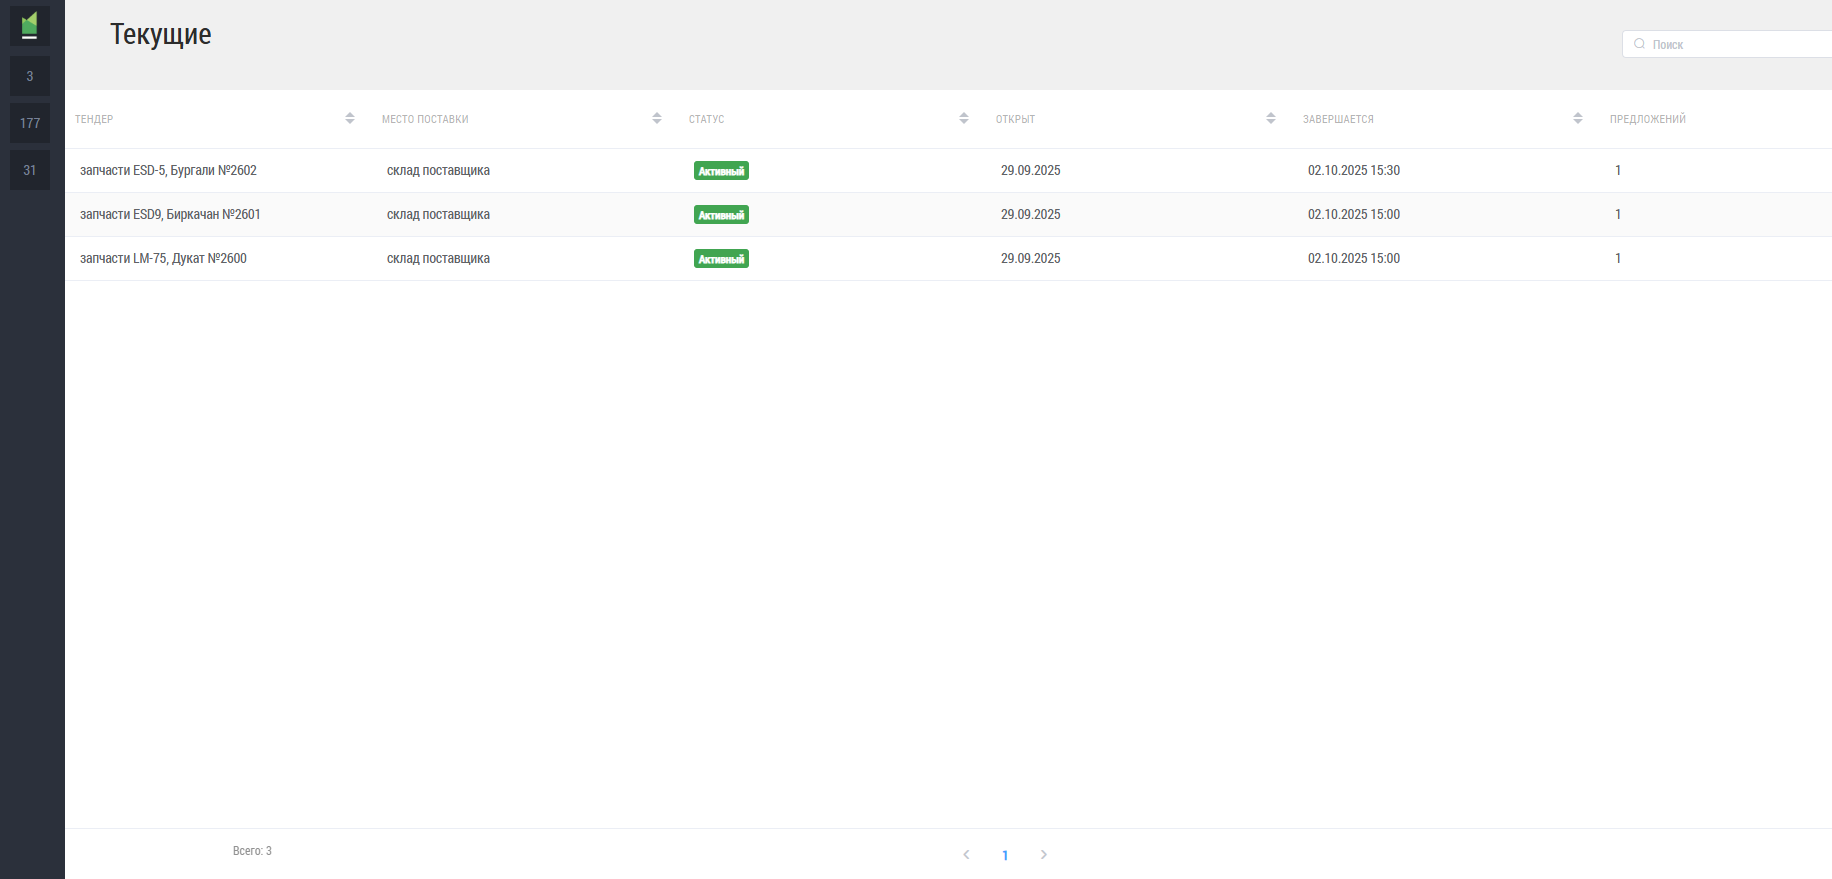 Текущие
Поиск
3
177
31
ТЕНДЕР МЕСТО ПОСТАВКИ СТАТУС ОТКРЫТ ЗАВЕРШАЕТСЯ ПРЕДЛОЖЕНИЙ
запчасти ESD-5, Бургали №2602 склад поставщика Активный 29.09.2025 02.10.2025 15:30 1
запчасти ESD9, Биркачан №2601 склад поставщика Активный 29.09.2025 02.10.2025 15:00 1
запчасти LM-75, Дукат №2600 склад поставщика Активный 29.09.2025 02.10.2025 15:00 1
Всего: 3
1